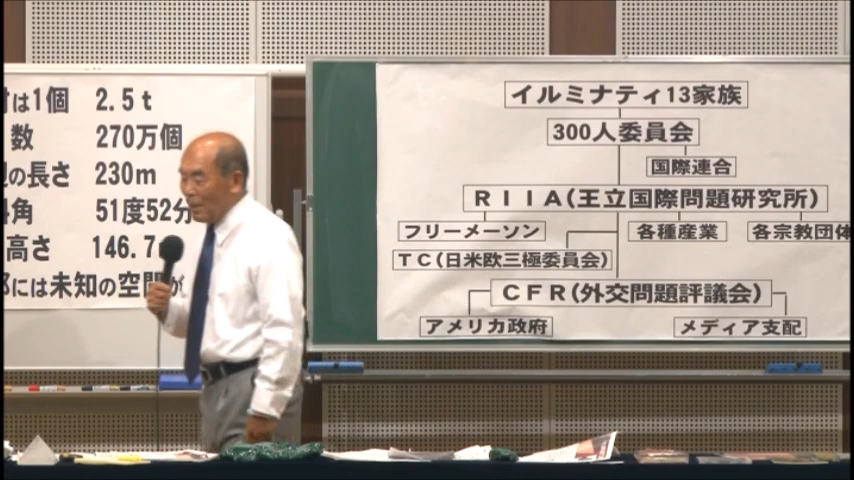 は1個 2.5t
数 270万個
の長さ 230m
角 51度52分
高さ 146.7
には未知の空間が
イルミナティ13家族
300人委員会
国際連合
RIIA(王立国際問題研究所)
フリーメーソン 各種産業 各宗教団体
TC(日米欧三極委員会)
CFR(外交問題評議会)
アメリカ政府 メディア支配